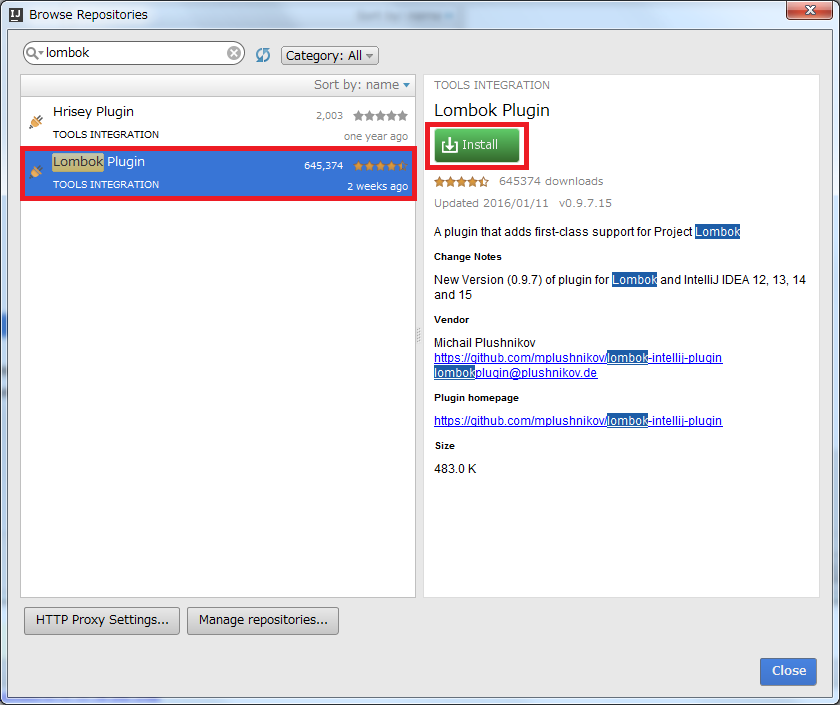 IJ Browse Repositories
lombok
Category: All
Sort by: name
Hrisey Plugin
2,003
TOOLS INTEGRATION
one year ago
Lombok Plugin
645,374
TOOLS INTEGRATION
2 weeks ago
TOOLS INTEGRATION
Lombok Plugin
Install
645374 downloads
Updated 2016/01/11 v0.9.7.15
A plugin that adds first-class support for Project Lombok
Change Notes
New Version (0.9.7) of plugin for Lombok and IntelliJ IDEA 12, 13, 14
and 15
Vendor
Michail Plushnikov
https://github.com/mplushnikov/lombok-intellij-plugin
lombokplugin@plushnikov.de
Plugin homepage
https://github.com/mplushnikov/lombok-intellij-plugin
Size
483.0 K
HTTP Proxy Settings...
Manage repositories...
Close